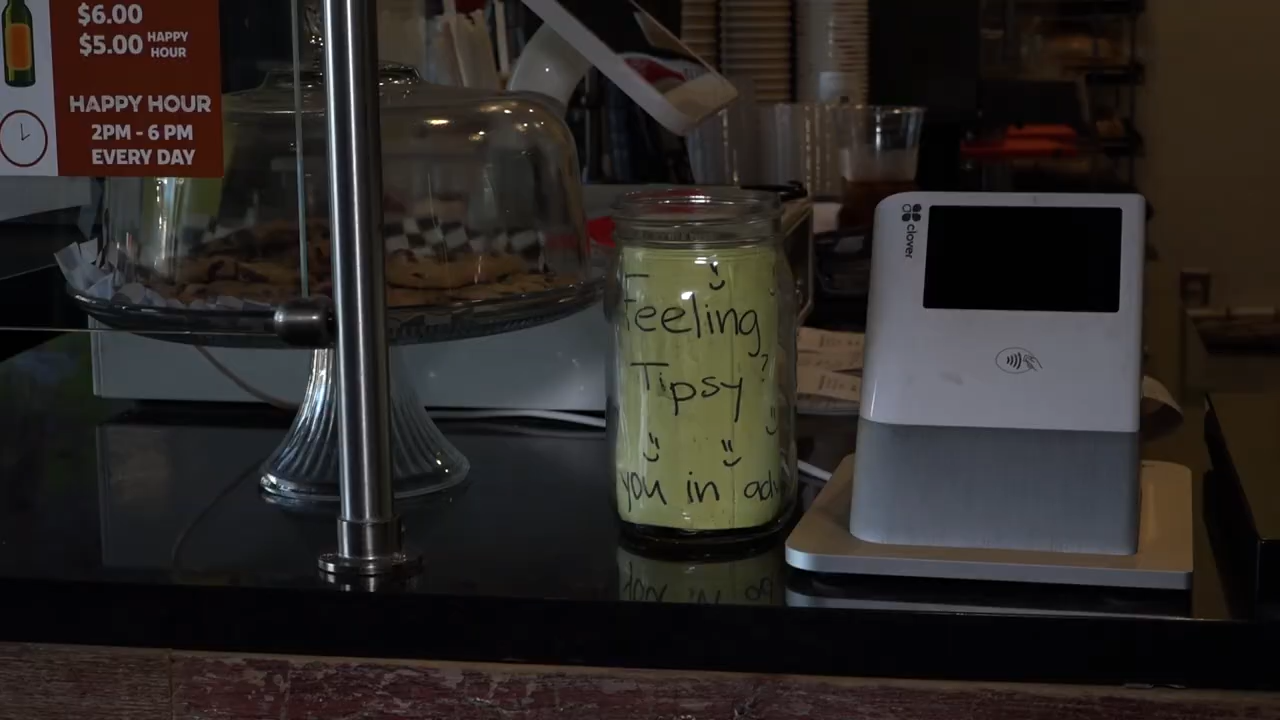 $6.00
$5.00 HAPPY HOUR
HAPPY HOUR
2PM - 6 PM
EVERY DAY
clover
Feeling
Tipsy?
you in adv